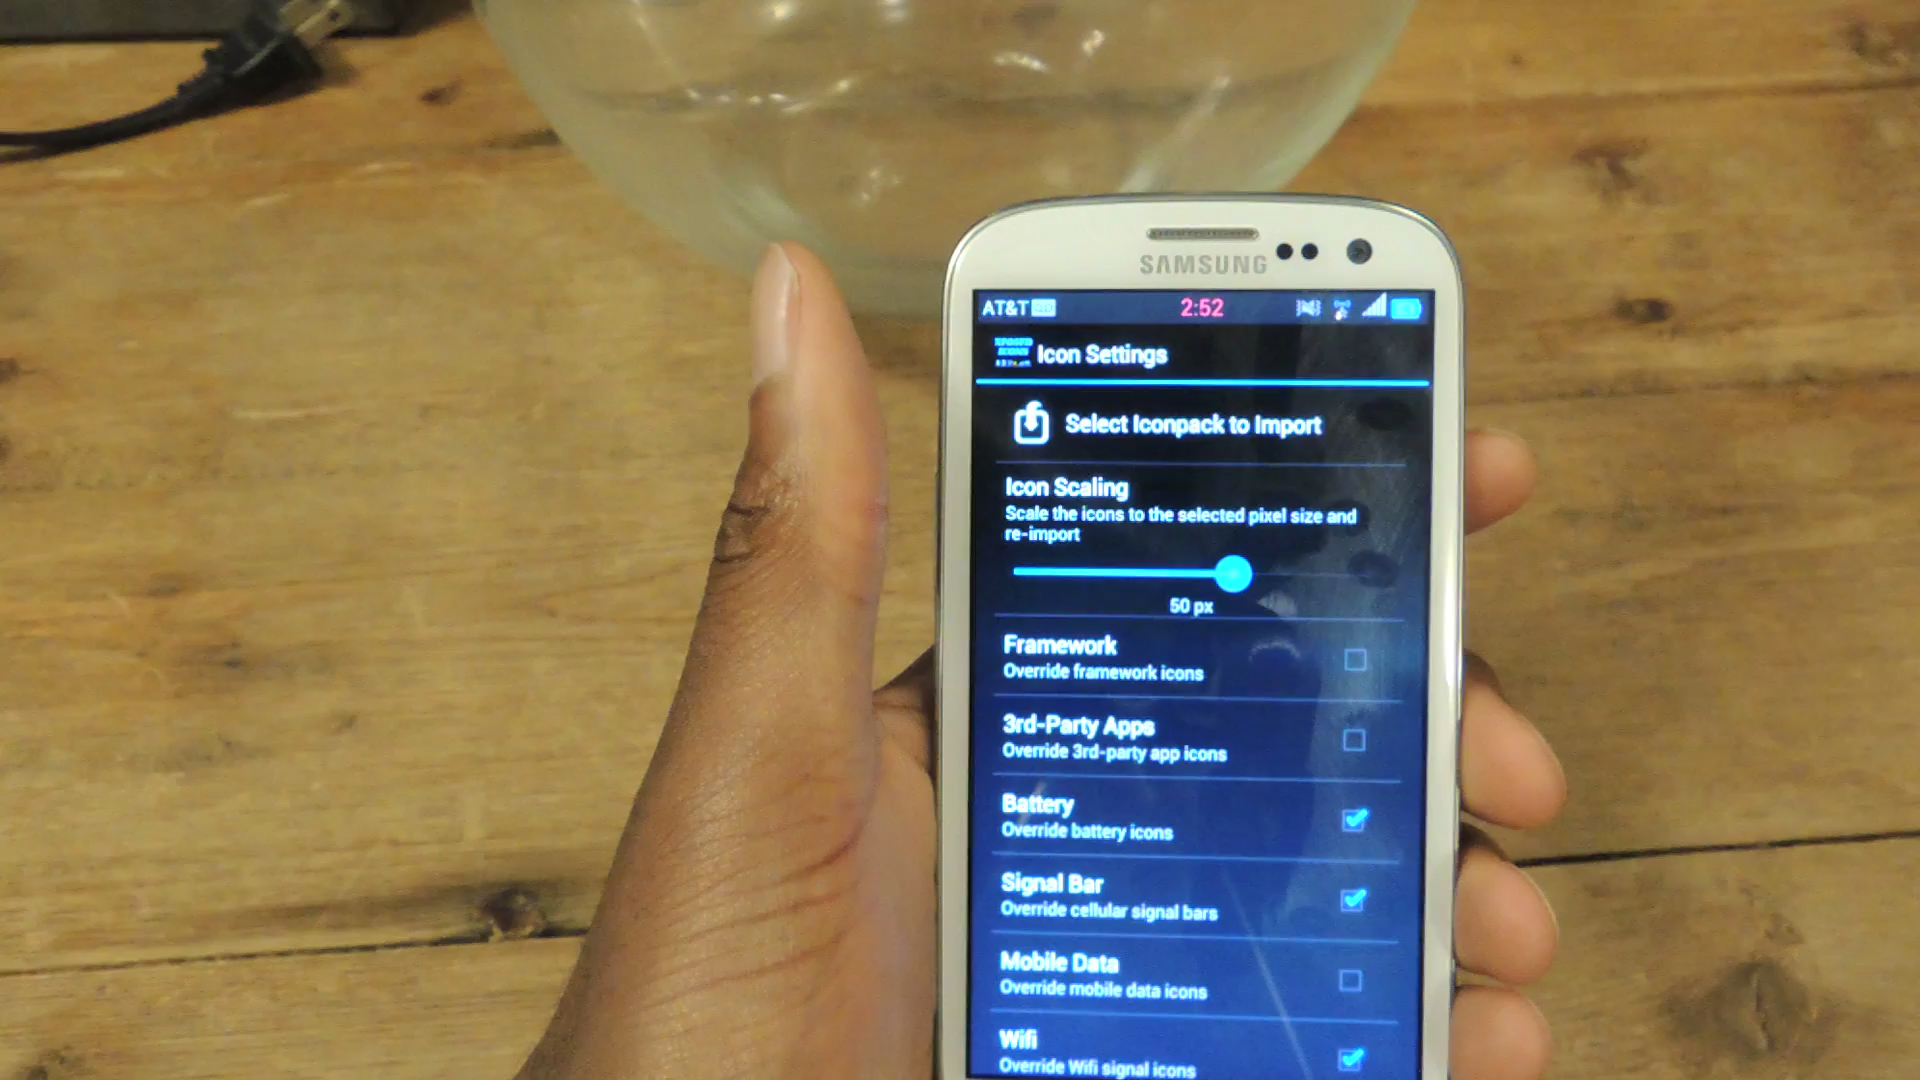 SAMSUNG
AT&T
2:52
XPOSED
ICONS
Icon Settings
Select Iconpack to Import
Icon Scaling
Scale the icons to the selected pixel size and
re-import
50 px
Framework
Override framework icons
3rd-Party Apps
Override 3rd-party app icons
Battery
Override battery icons
Signal Bar
Override cellular signal bars
Mobile Data
Override mobile data icons
Wifi
Override Wifi signal icons